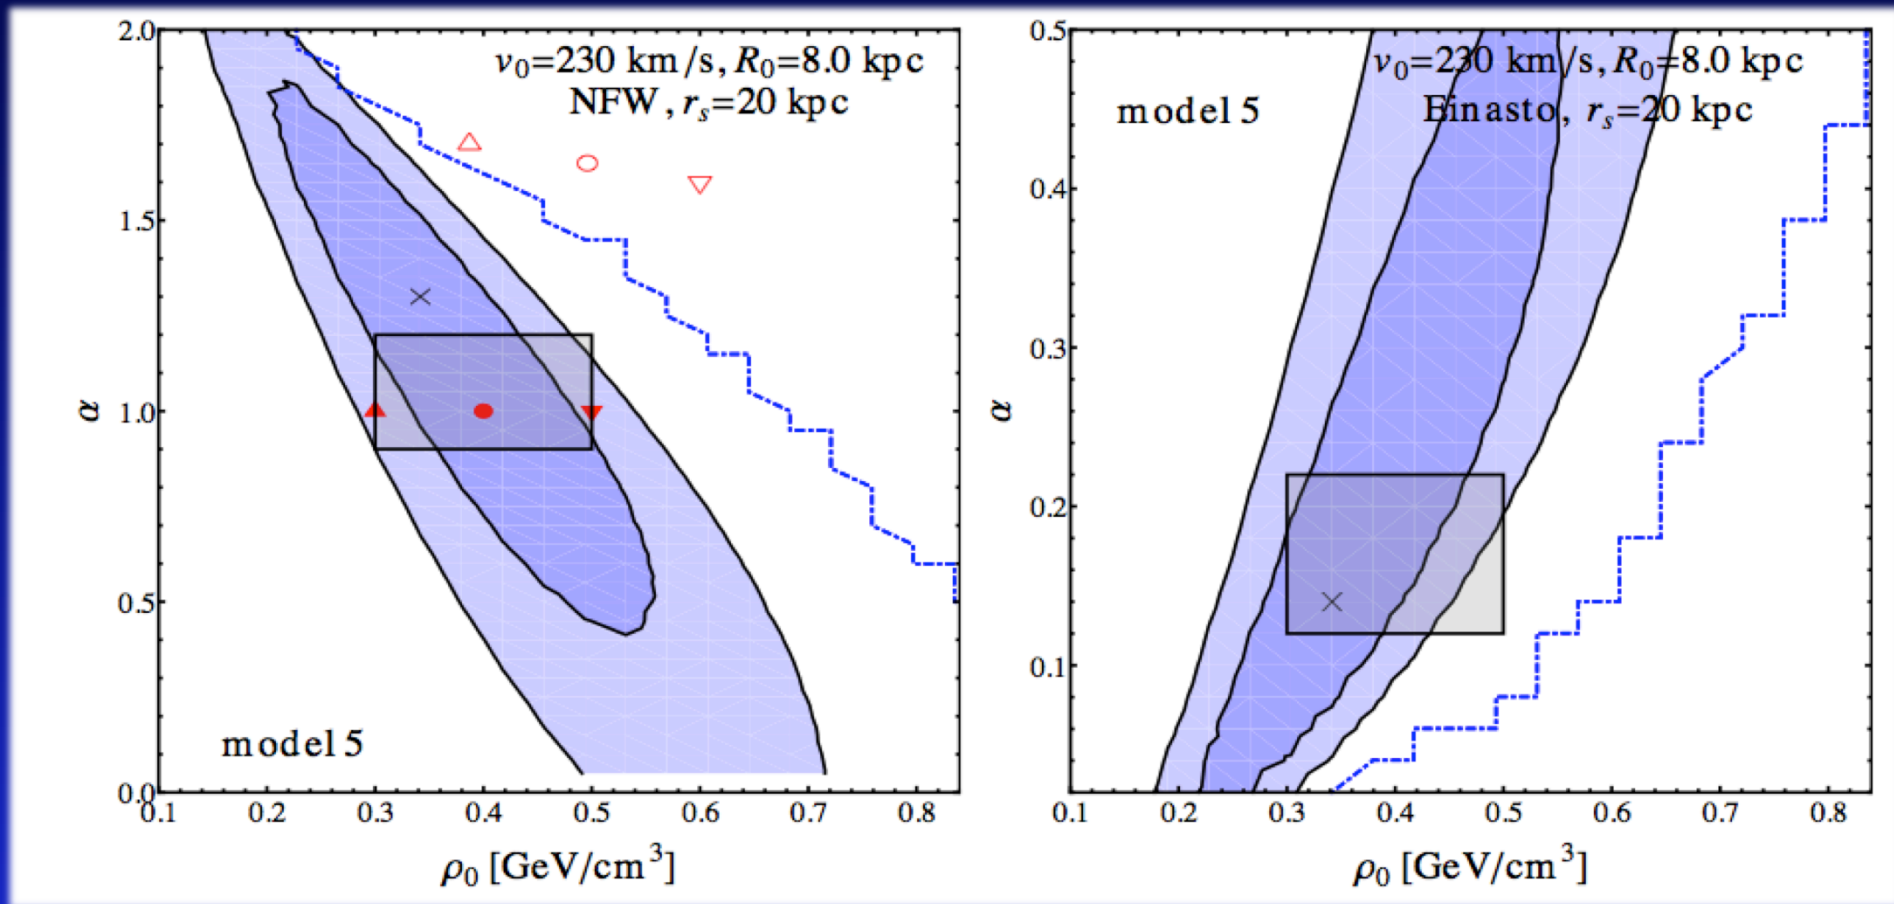 v₀=230 km/s, R₀=8.0 kpc
NFW, rₛ=20 kpc
model 5
α
2.0
1.5
1.0
0.5
0.0
0.1 0.2 0.3 0.4 0.5 0.6 0.7 0.8
ρ₀ [GeV/cm³]
v₀=230 km/s, R₀=8.0 kpc
Einasto, rₛ=20 kpc
model 5
α
0.5
0.4
0.3
0.2
0.1
0.1 0.2 0.3 0.4 0.5 0.6 0.7 0.8
ρ₀ [GeV/cm³]